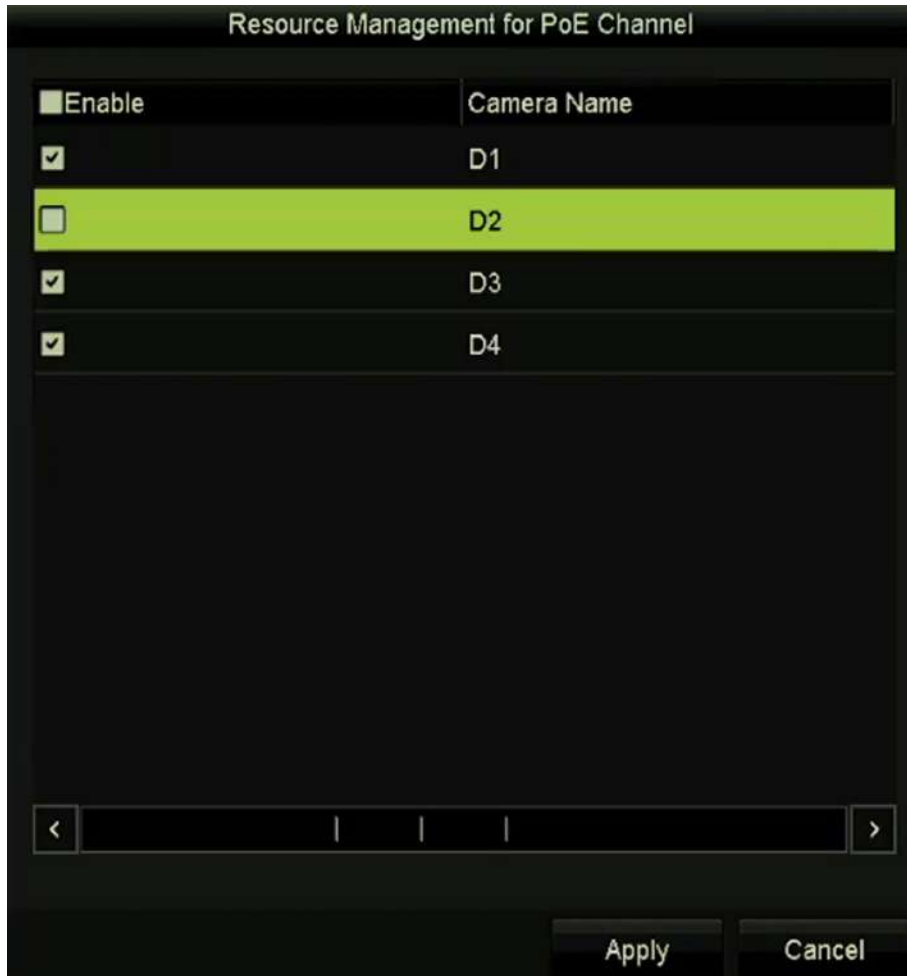 Resource Management for PoE Channel
Enable Camera Name
D1
D2
D3
D4
Apply Cancel